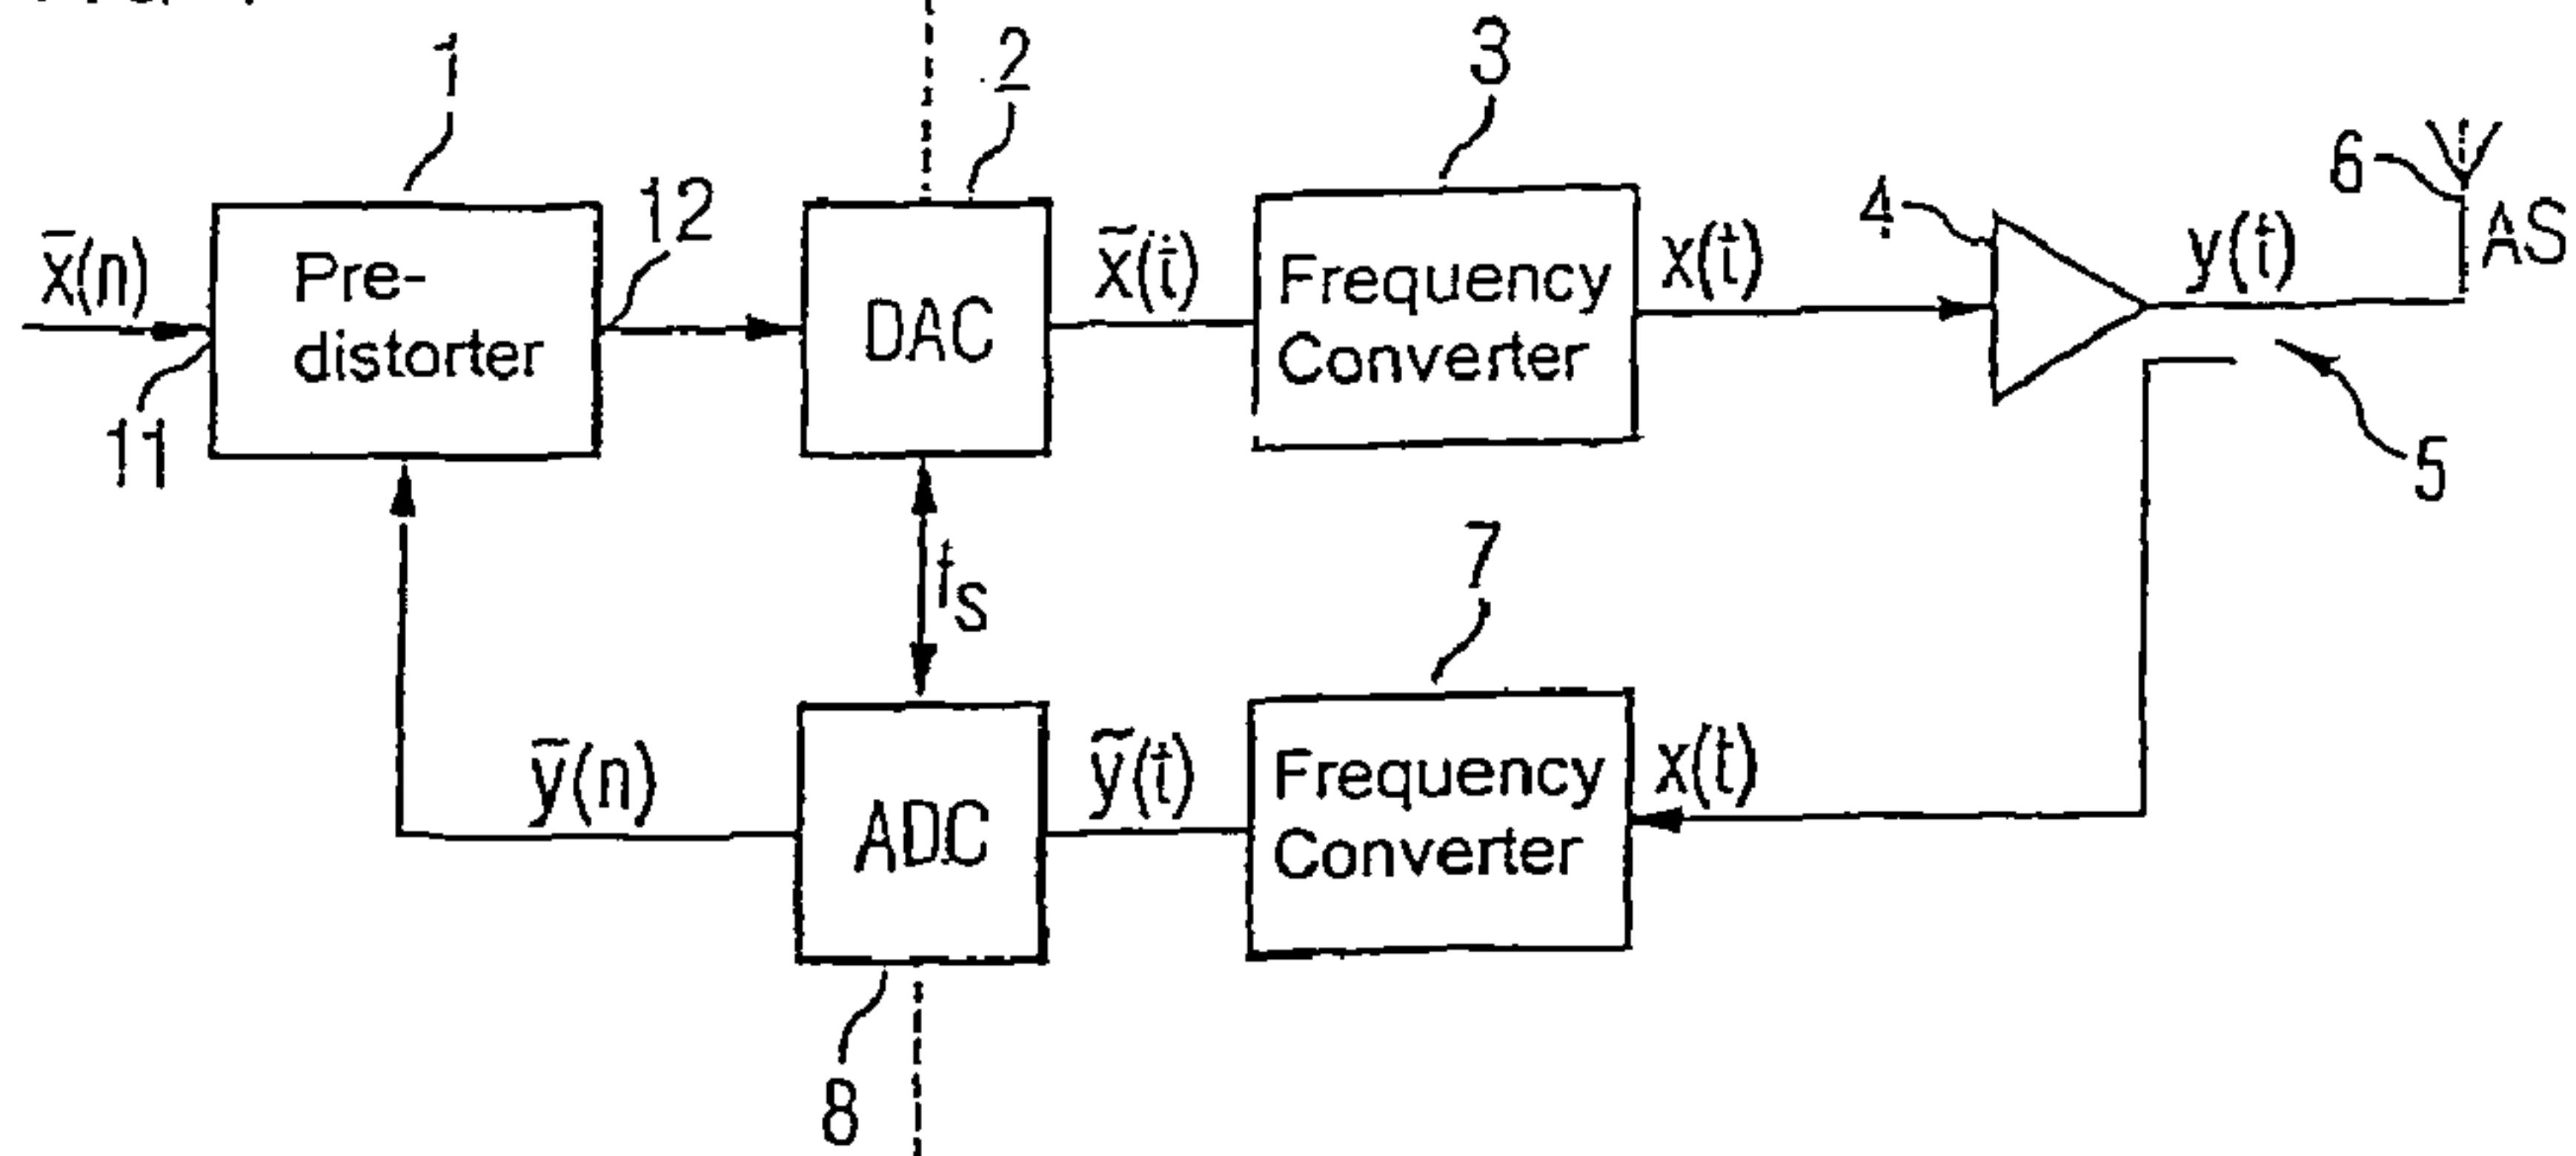 1
2
3
6
4
AS
x̄(n)
12
x̃(t)
x(t)
y(t)
Pre-
distorter
DAC
Frequency
Converter
11
5
fS
7
ȳ(n)
ỹ(t)
x(t)
ADC
Frequency
Converter
8